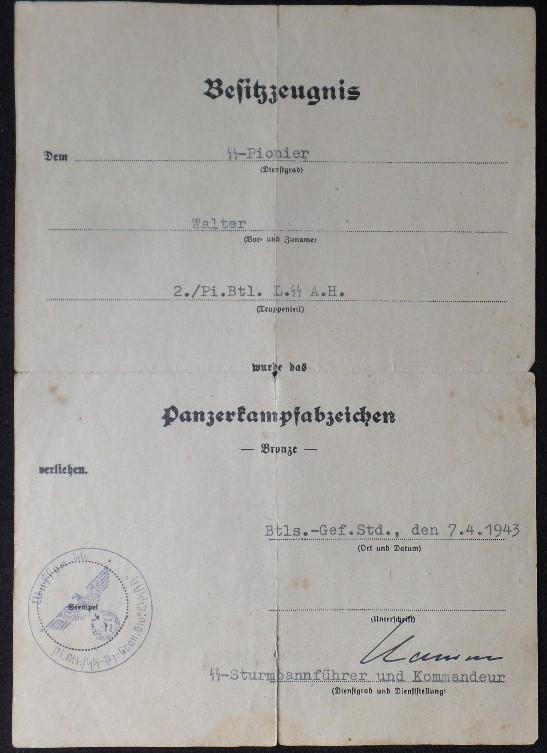 Besitzzeugnis
Dem ᛋᛋ-Pionier
(Dienstgrad)
Walter
(Vor- und Zuname)
2./Pi.Btl. L.ᛋᛋ A.H.
(Truppenteil)
wurde das
Panzerkampfabzeichen
— Bronze —
verliehen.
Btls.-Gef.Std., den 7.4.1943
(Ort und Datum)
Waffen-ᛋᛋ
Stempel
(Unterschrift)
ᛋᛋ-Sturmbannführer und Kommandeur
(Dienstgrad und Dienststellung)